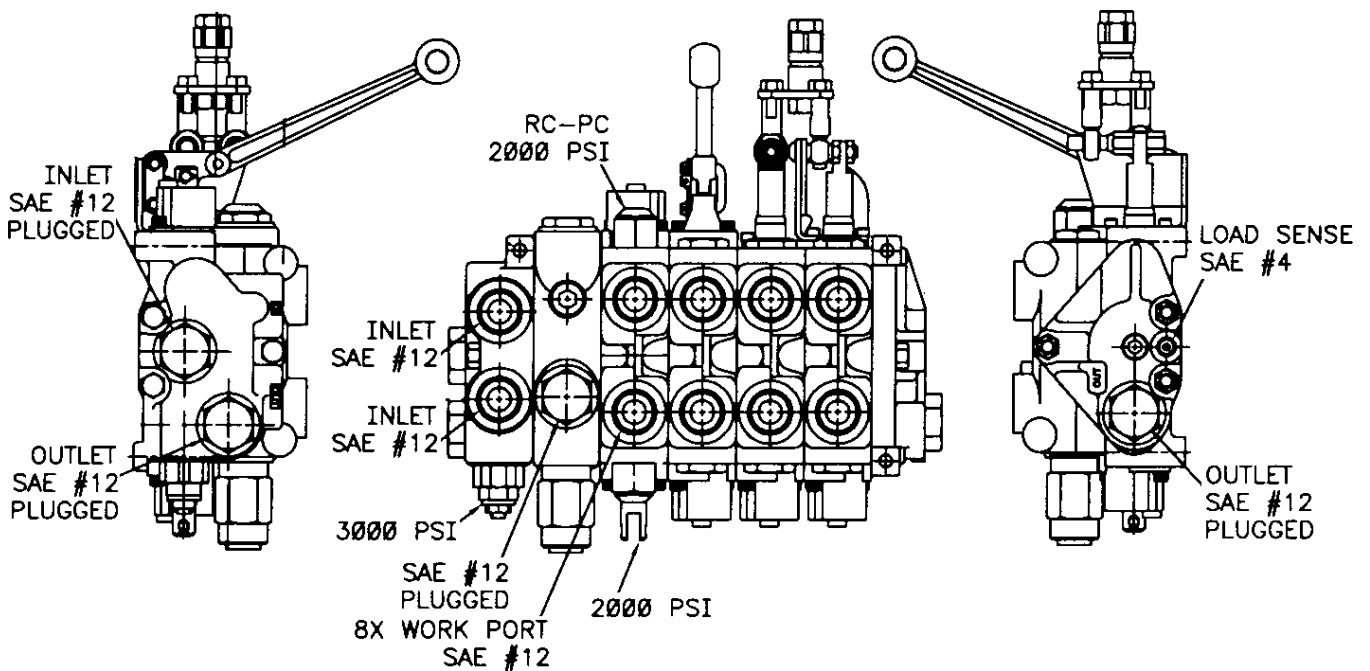 INLET
SAE #12
PLUGGED
OUTLET
SAE #12
PLUGGED
RC-PC
2000 PSI
INLET
SAE #12
INLET
SAE #12
3000 PSI
SAE #12
PLUGGED
8X WORK PORT
SAE #12
2000 PSI
LOAD SENSE
SAE #4
OUT
OUTLET
SAE #12
PLUGGED